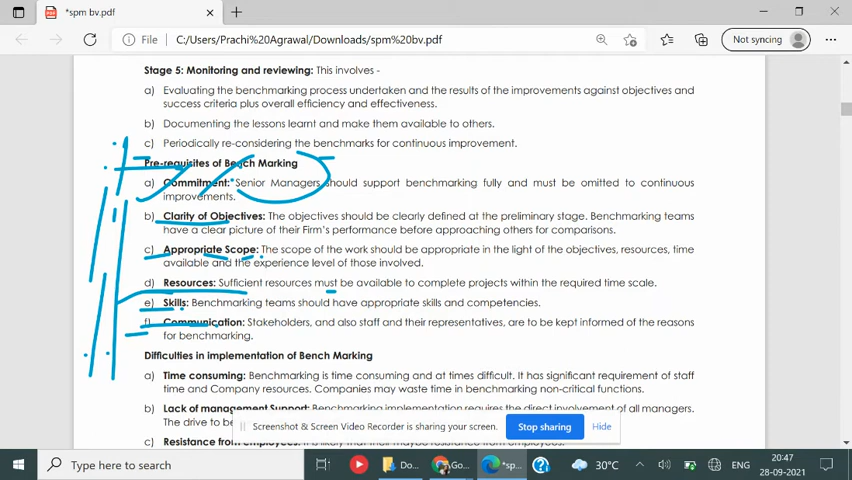 *spm bv.pdf
File
C:/Users/Prachi%20Agrawal/Downloads/spm%20bv.pdf
Not syncing
Stage 5: Monitoring and reviewing: This involves -
a) Evaluating the benchmarking process undertaken and the results of the improvements against objectives and
success criteria plus overall efficiency and effectiveness.
b) Documenting the lessons learnt and make them available to others.
c) Periodically re-considering the benchmarks for continuous improvement.
Pre-requisites of Bench Marking
a) Commitment: Senior Managers should support benchmarking fully and must be omitted to continuous
improvements.
b) Clarity of Objectives: The objectives should be clearly defined at the preliminary stage. Benchmarking teams
have a clear picture of their Firm's performance before approaching others for comparisons.
c) Appropriate Scope: The scope of the work should be appropriate in the light of the objectives, resources, time
available and the experience level of those involved.
d) Resources: Sufficient resources must be available to complete projects within the required time scale.
e) Skills: Benchmarking teams should have appropriate skills and competencies.
f) Communication: Stakeholders, and also staff and their representatives, are to be kept informed of the reasons
for benchmarking.
Difficulties in implementation of Bench Marking
a) Time consuming: Benchmarking is time consuming and at times difficult. It has significant requirement of staff
time and Company resources. Companies may waste time in benchmarking non-critical functions.
b) Lack of management Support: Benchmarking implementation requires the direct involvement of all managers.
The drive to be
Screenshot & Screen Video Recorder is sharing your screen.
Stop sharing
Hide
c) Resistance from employees: It is likely that there may be resistance from employees.
Type here to search
Do...
Go...
*sp...
30°C
ENG
20:47
28-09-2021